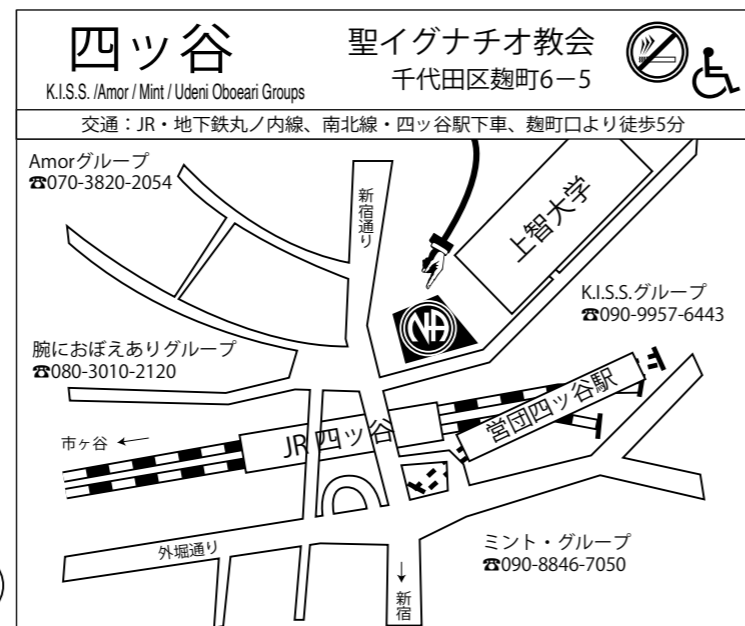 四ッ谷
K.I.S.S. /Amor / Mint / Udeni Oboeari Groups
聖イグナチオ教会
千代田区麹町6－5
交通：JR・地下鉄丸ノ内線、南北線・四ッ谷駅下車、麹町口より徒歩5分
Amorグループ
☎070-3820-2054
新宿通り
上智大学
NA
K.I.S.S.グループ
☎090-9957-6443
腕におぼえありグループ
☎080-3010-2120
営団四ッ谷駅
JR四ッ谷
市ヶ谷 ←
外堀通り
ミント・グループ
☎090-8846-7050
↓
新宿